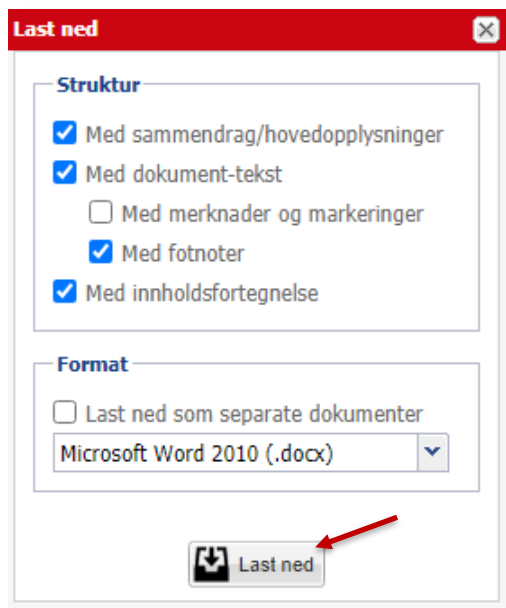 Last ned
Struktur
Med sammendrag/hovedopplysninger
Med dokument-tekst
Med merknader og markeringer
Med fotnoter
Med innholdsfortegnelse
Format
Last ned som separate dokumenter
Microsoft Word 2010 (.docx)
Last ned